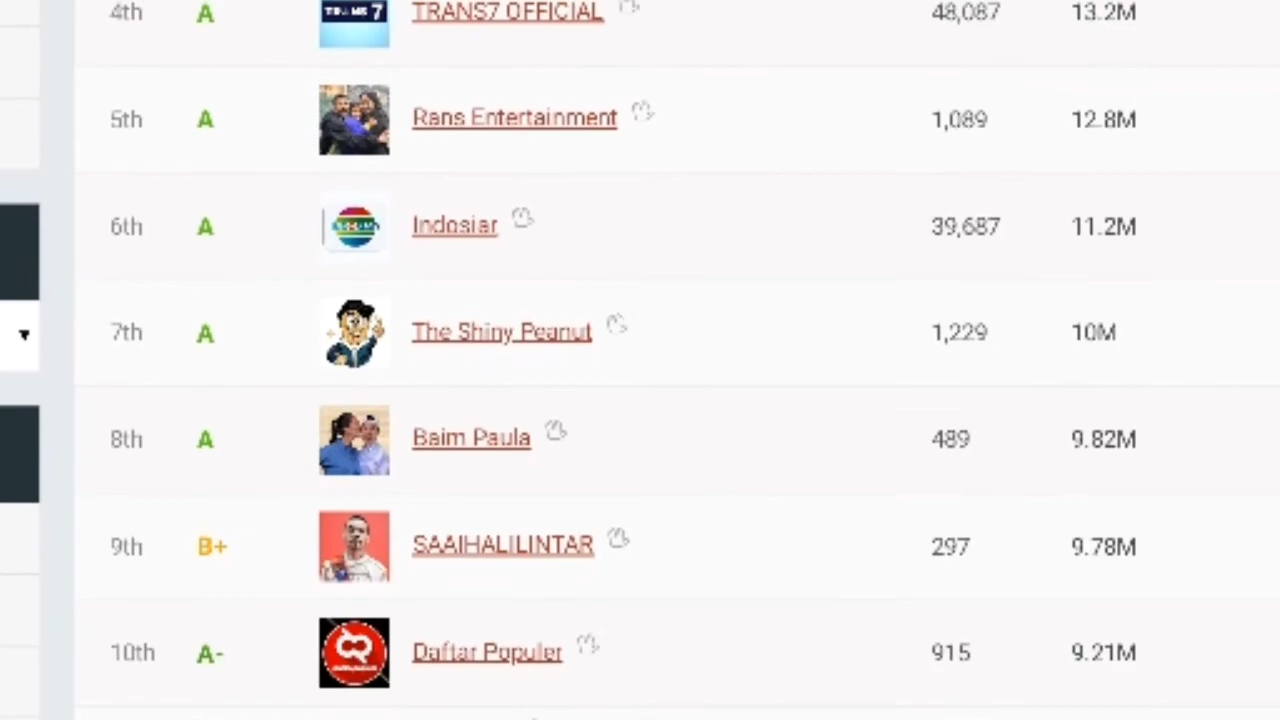 4th A TRANS7 OFFICIAL 48,087 13.2M
5th A Rans Entertainment 1,089 12.8M
6th A Indosiar 39,687 11.2M
7th A The Shiny Peanut 1,229 10M
8th A Baim Paula 489 9.82M
9th B+ SAAIHALILINTAR 297 9.78M
10th A- Daftar Populer 915 9.21M